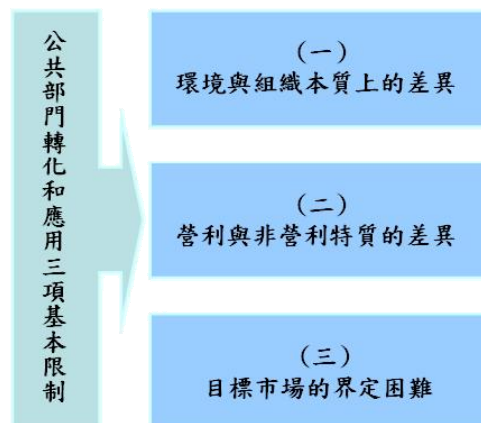 公共部門轉化和應用三項基本限制
(一)
環境與組織本質上的差異
(二)
營利與非營利特質的差異
(三)
目標市場的界定困難